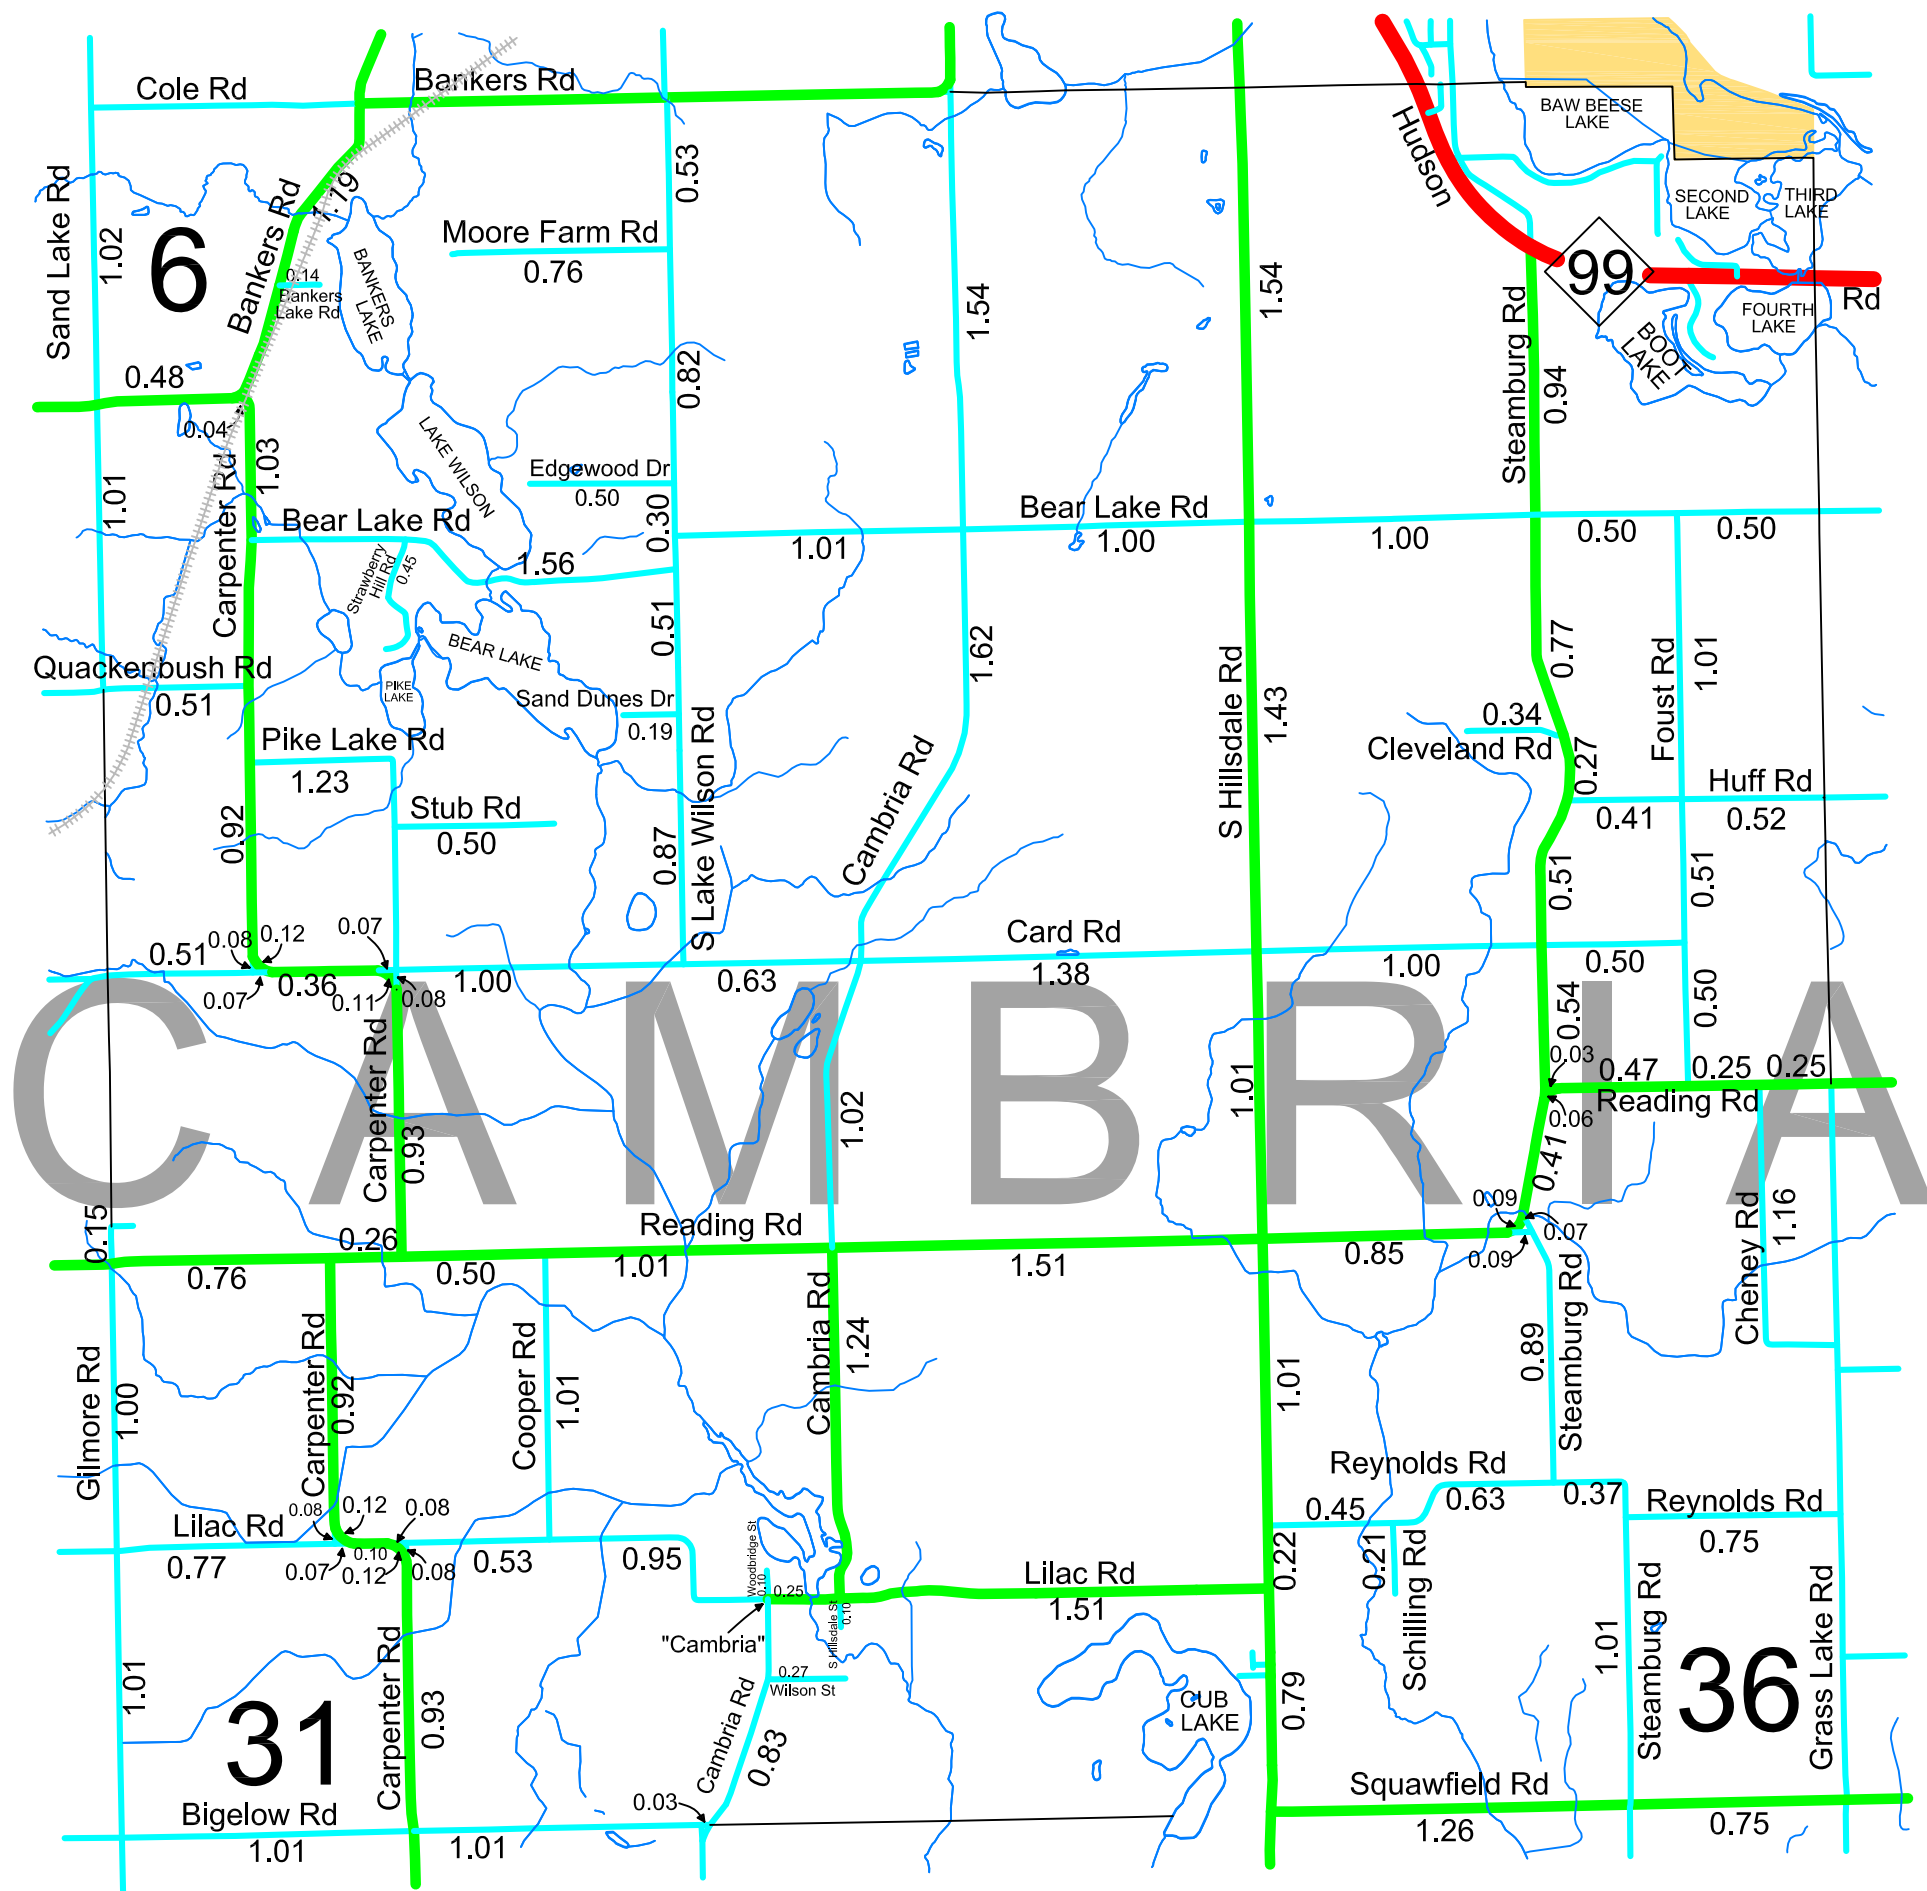 Cole Rd
Bankers Rd
Hudson
BAW BEESE
LAKE
Sand Lake Rd
1.02
6
Bankers Rd
1.19
0.53
Moore Farm Rd
0.76
SECOND
LAKE
THIRD
LAKE
0.14
Bankers
Lake Rd
BANKERS
LAKE
99
Rd
FOURTH
LAKE
BOOT
LAKE
1.54
1.54
Steamburg Rd
0.94
0.48
0.82
0.04
1.03
1.01
Carpenter Rd
LAKE WILSON
Edgewood Dr
0.50
0.30
Bear Lake Rd
1.56
Bear Lake Rd
1.01
1.00
1.00
0.50
0.50
Strawberry
Hill Rd
0.45
Carpenter Rd
0.51
BEAR LAKE
1.62
0.77
Foust Rd
1.01
Quackenbush Rd
0.51
PIKE
LAKE
Sand Dunes Dr
0.19
S Hillsdale Rd
1.43
0.34
Cleveland Rd
0.27
Pike Lake Rd
1.23
S Lake Wilson Rd
Cambria Rd
Huff Rd
0.41
0.52
0.92
Stub Rd
0.50
0.87
0.51
0.51
0.51
0.08
0.12
0.07
Card Rd
0.07
0.36
0.11
0.08
1.00
0.63
1.38
1.00
0.50
CAMBRIA
0.54
0.50
Carpenter Rd
0.93
1.02
1.01
0.03
0.47
0.25
0.25
Reading Rd
0.06
0.41
0.15
0.26
Reading Rd
0.09
0.07
0.09
Cheney Rd
1.16
0.76
0.50
1.01
1.51
0.85
Gilmore Rd
1.00
Carpenter Rd
0.92
Cooper Rd
1.01
Cambria Rd
1.24
1.01
0.89
Steamburg Rd
Reynolds Rd
0.45
0.63
0.37
Reynolds Rd
0.75
Lilac Rd
0.08
0.12
0.08
0.77
0.07
0.10
0.12
0.08
0.53
0.95
Woodbridge St
0.10
0.25
S Hillsdale St
0.10
Lilac Rd
1.51
0.22
0.21
Schilling Rd
"Cambria"
0.27
Wilson St
1.01
31
Carpenter Rd
0.93
Cambria Rd
0.83
CUB
LAKE
0.79
1.01
Steamburg Rd
36
Grass Lake Rd
Bigelow Rd
1.01
1.01
0.03
Squawfield Rd
1.26
0.75